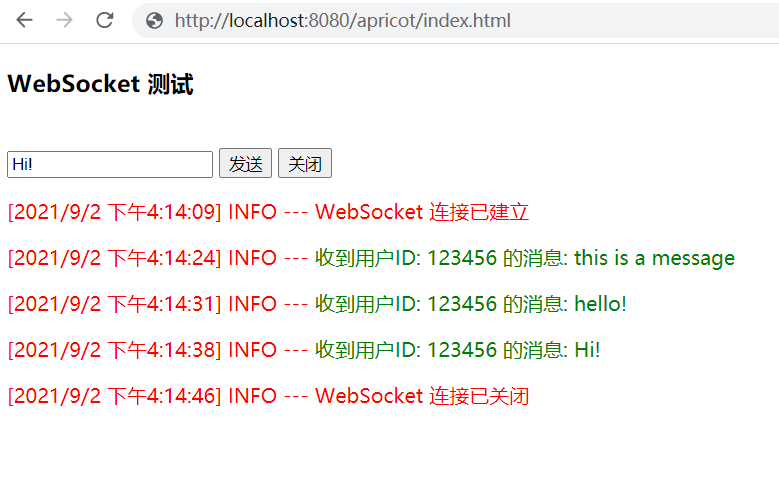 http://localhost:8080/apricot/index.html
WebSocket 测试
Hi! 发送 关闭
[2021/9/2 下午4:14:09] INFO --- WebSocket 连接已建立
[2021/9/2 下午4:14:24] INFO --- 收到用户ID: 123456 的消息: this is a message
[2021/9/2 下午4:14:31] INFO --- 收到用户ID: 123456 的消息: hello!
[2021/9/2 下午4:14:38] INFO --- 收到用户ID: 123456 的消息: Hi!
[2021/9/2 下午4:14:46] INFO --- WebSocket 连接已关闭